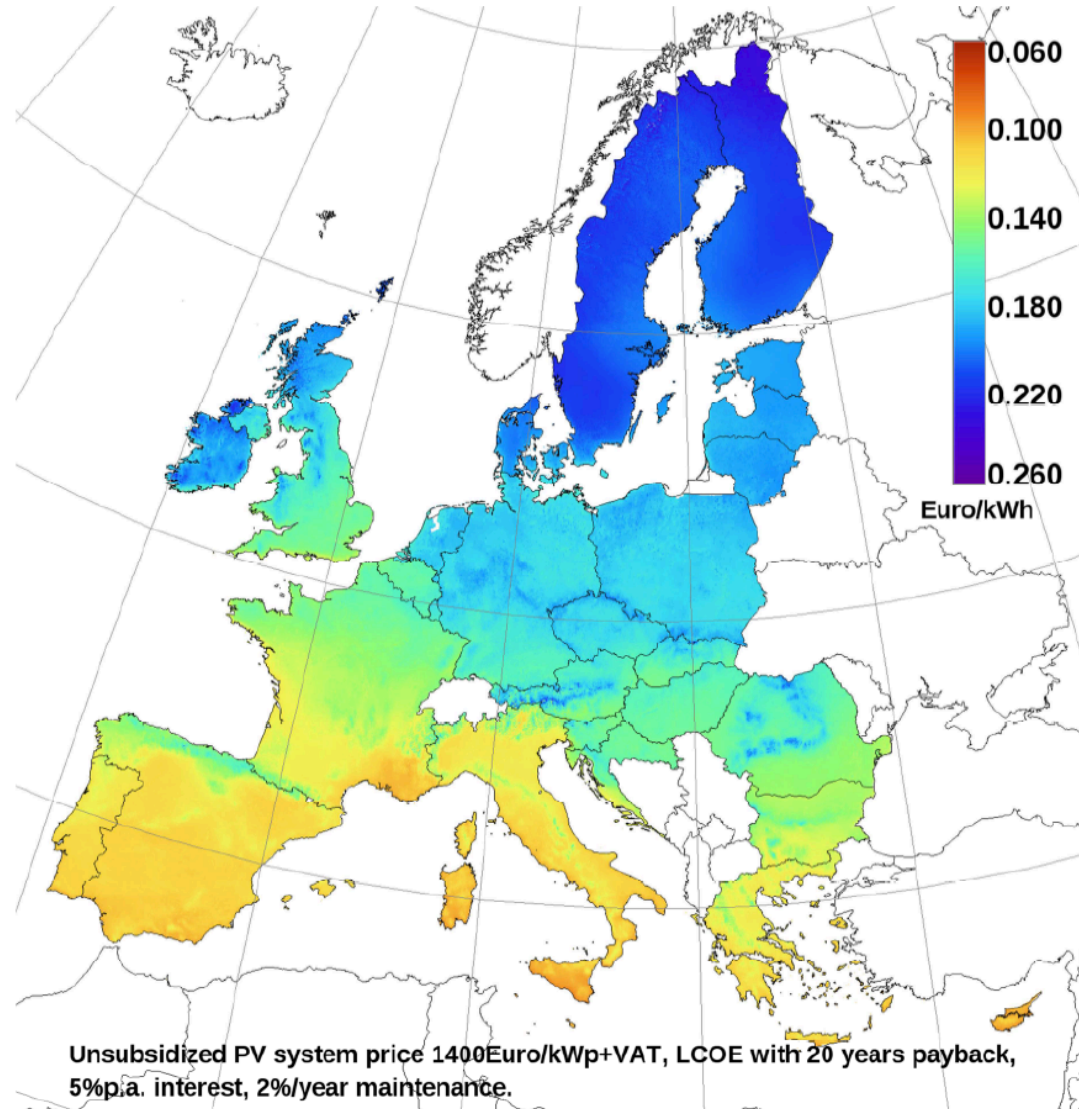 0.060
0.100
0.140
0.180
0.220
0.260
Euro/kWh
Unsubsidized PV system price 1400Euro/kWp+VAT, LCOE with 20 years payback,
5%p.a. interest, 2%/year maintenance.